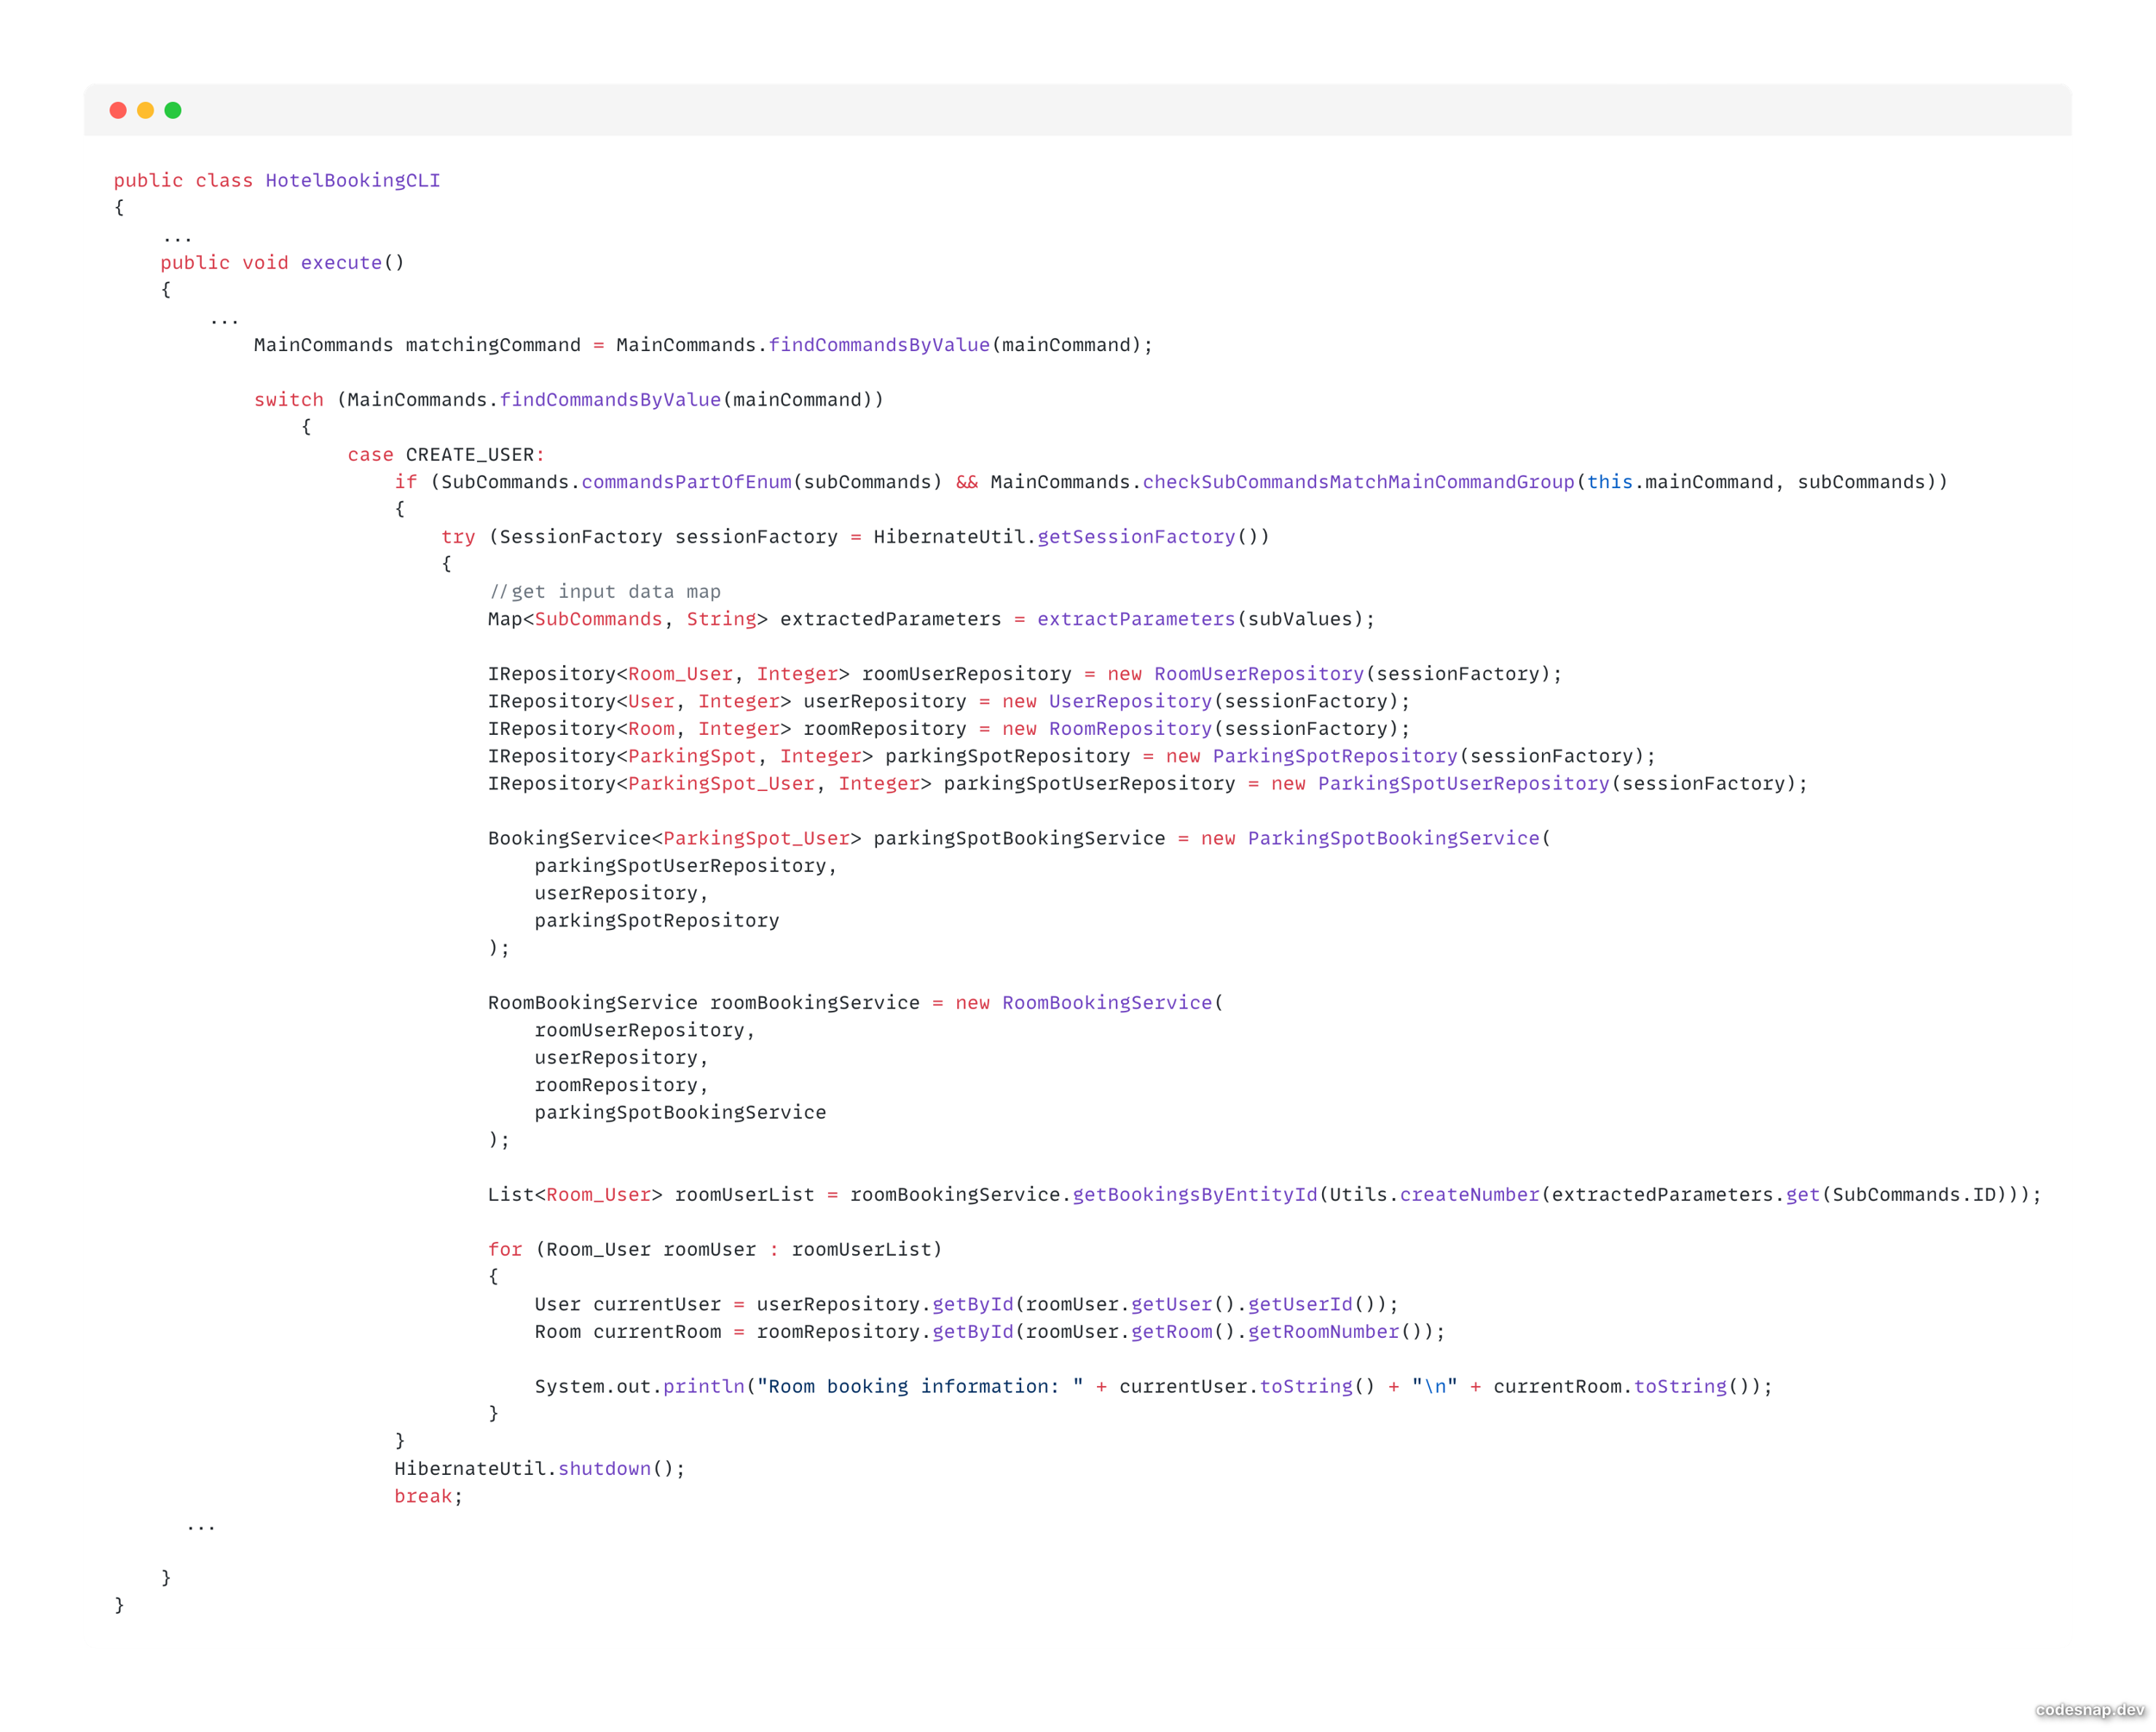 public class HotelBookingCLI
{
    ...
    public void execute()
    {
        ...
            MainCommands matchingCommand = MainCommands.findCommandsByValue(mainCommand);

            switch (MainCommands.findCommandsByValue(mainCommand))
                {
                    case CREATE_USER:
                        if (SubCommands.commandsPartOfEnum(subCommands) && MainCommands.checkSubCommandsMatchMainCommandGroup(this.mainCommand, subCommands))
                        {
                            try (SessionFactory sessionFactory = HibernateUtil.getSessionFactory())
                            {
                                //get input data map
                                Map<SubCommands, String> extractedParameters = extractParameters(subValues);

                                IRepository<Room_User, Integer> roomUserRepository = new RoomUserRepository(sessionFactory);
                                IRepository<User, Integer> userRepository = new UserRepository(sessionFactory);
                                IRepository<Room, Integer> roomRepository = new RoomRepository(sessionFactory);
                                IRepository<ParkingSpot, Integer> parkingSpotRepository = new ParkingSpotRepository(sessionFactory);
                                IRepository<ParkingSpot_User, Integer> parkingSpotUserRepository = new ParkingSpotUserRepository(sessionFactory);

                                BookingService<ParkingSpot_User> parkingSpotBookingService = new ParkingSpotBookingService(
                                    parkingSpotUserRepository,
                                    userRepository,
                                    parkingSpotRepository
                                );

                                RoomBookingService roomBookingService = new RoomBookingService(
                                    roomUserRepository,
                                    userRepository,
                                    roomRepository,
                                    parkingSpotBookingService
                                );

                                List<Room_User> roomUserList = roomBookingService.getBookingsByEntityId(Utils.createNumber(extractedParameters.get(SubCommands.ID)));

                                for (Room_User roomUser : roomUserList)
                                {
                                    User currentUser = userRepository.getById(roomUser.getUser().getUserId());
                                    Room currentRoom = roomRepository.getById(roomUser.getRoom().getRoomNumber());

                                    System.out.println("Room booking information: " + currentUser.toString() + "\n" + currentRoom.toString());
                                }
                        }
                        HibernateUtil.shutdown();
                        break;
      ...

    }
}
codesnap.dev